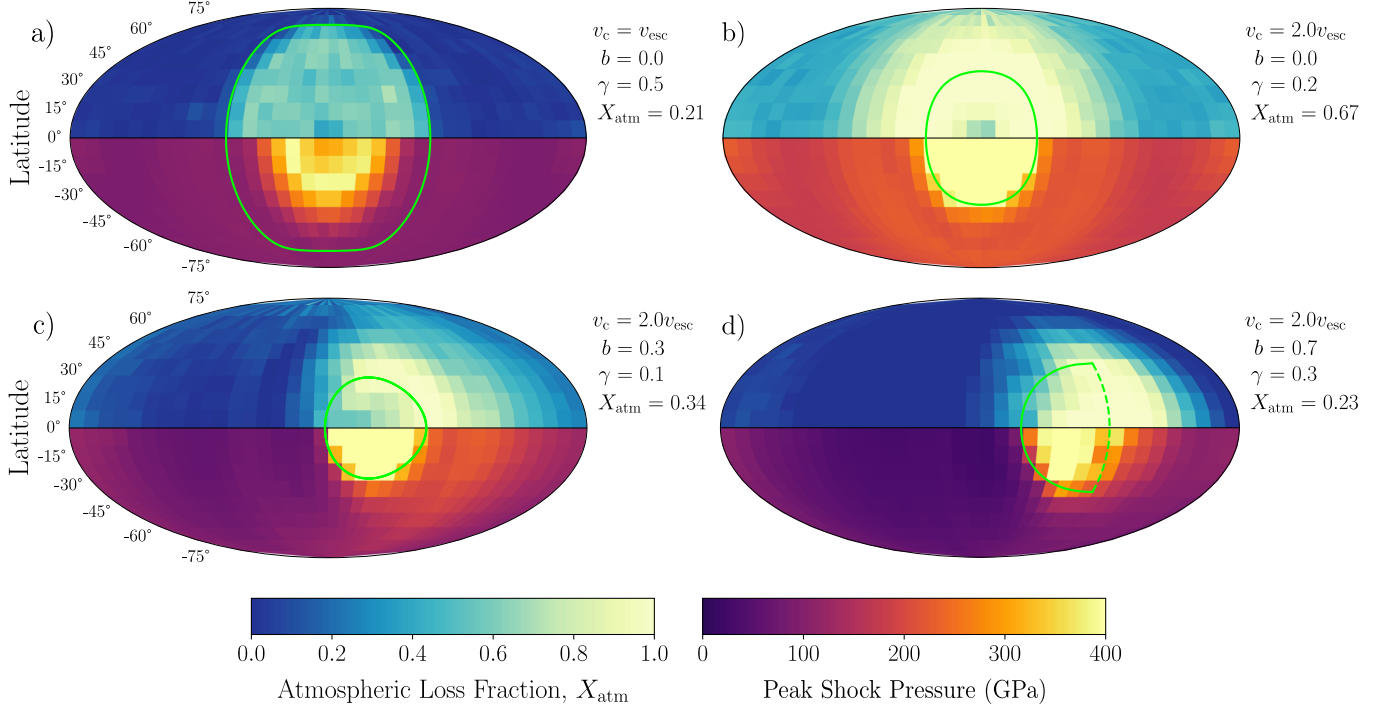 a)
75°
60°
45°
30°
15°
0°
-15°
-30°
-45°
-60°
-75°
Latitude
v_c = v_esc
b = 0.0
γ = 0.5
X_atm = 0.21
b)
v_c = 2.0v_esc
b = 0.0
γ = 0.2
X_atm = 0.67
c)
75°
60°
45°
30°
15°
0°
-15°
-30°
-45°
-60°
-75°
Latitude
v_c = 2.0v_esc
b = 0.3
γ = 0.1
X_atm = 0.34
d)
v_c = 2.0v_esc
b = 0.7
γ = 0.3
X_atm = 0.23
0.0 0.2 0.4 0.6 0.8 1.0
Atmospheric Loss Fraction, X_atm
0 100 200 300 400
Peak Shock Pressure (GPa)